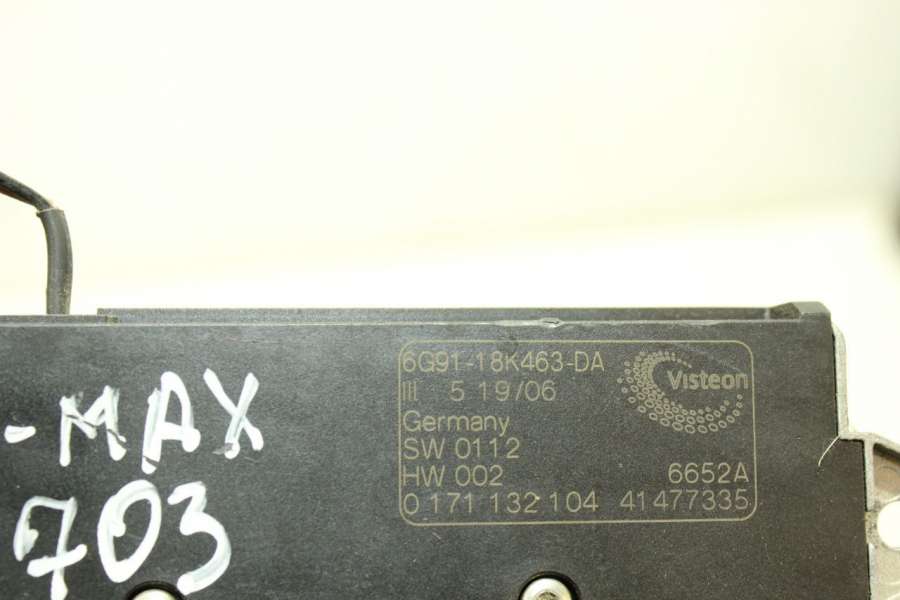 6G91-18K463-DA
III 5 19/06
Visteon
Germany
SW 0112
HW 002 6652A
0 171 132 104 41477335
-MAX
703